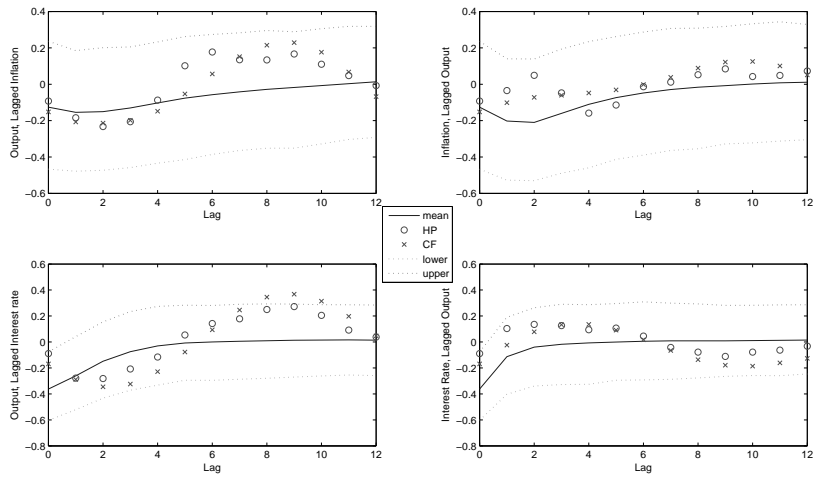 0.4
0.2
0
−0.2
−0.4
−0.6
0 2 4 6 8 10 12
Lag
Output, Lagged Inflation
0.4
0.2
0
−0.2
−0.4
−0.6
0 2 4 6 8 10 12
Lag
Inflation, Lagged Output
mean
HP
CF
lower
upper
0.6
0.4
0.2
0
−0.2
−0.4
−0.6
−0.8
0 2 4 6 8 10 12
Lag
Output, Lagged Interest rate
0.6
0.4
0.2
0
−0.2
−0.4
−0.6
−0.8
0 2 4 6 8 10 12
Lag
Interest Rate, Lagged Output